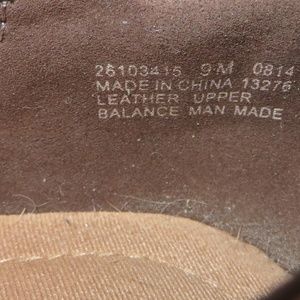 26103415 9 M 0814
MADE IN CHINA 13276
LEATHER UPPER
BALANCE MAN MADE